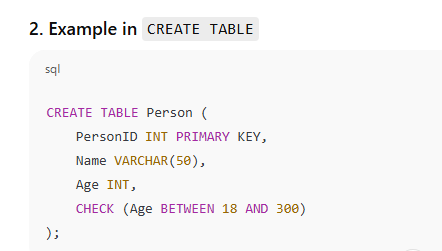 2. Example in CREATE TABLE
sql
CREATE TABLE Person (
    PersonID INT PRIMARY KEY,
    Name VARCHAR(50),
    Age INT,
    CHECK (Age BETWEEN 18 AND 300)
);